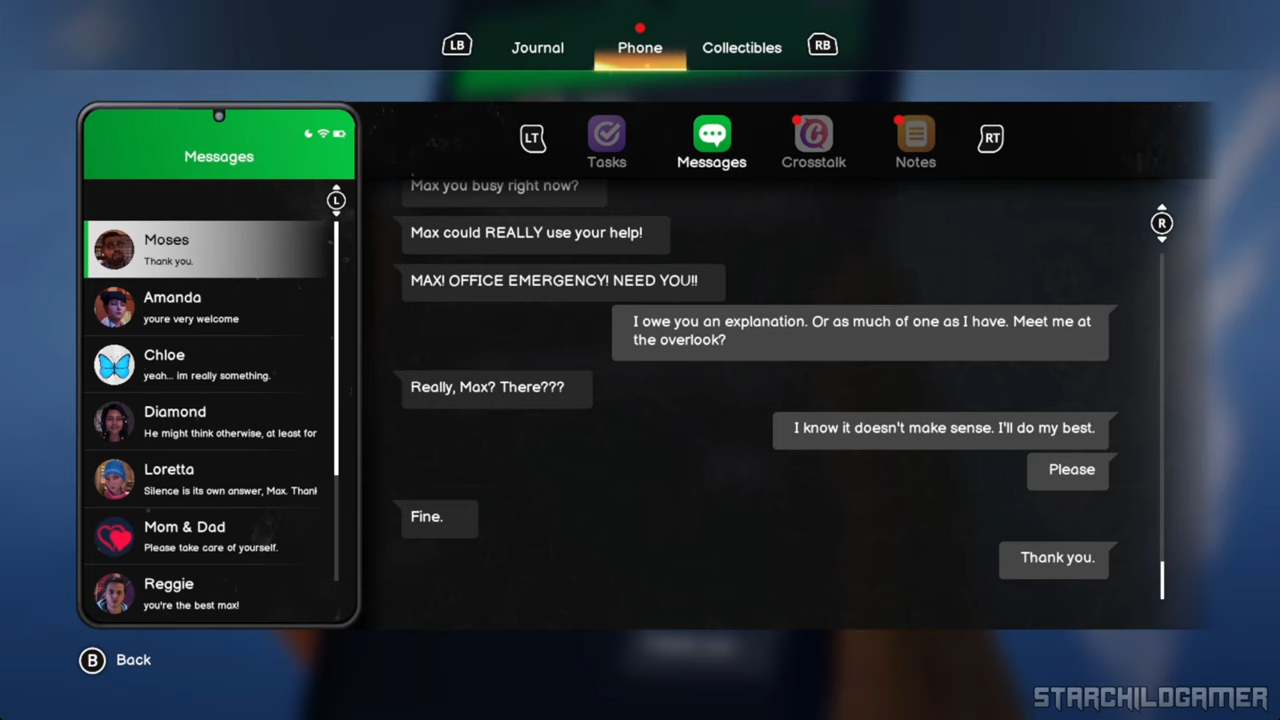 LB
Journal
Phone
Collectibles
RB
Messages
LT
Tasks
Messages
Crosstalk
Notes
RT
L
R
Moses
Thank you.
Amanda
youre very welcome
Chloe
yeah... im really something.
Diamond
He might think otherwise, at least for
Loretta
Silence is its own answer, Max. Thank
Mom & Dad
Please take care of yourself.
Reggie
you're the best max!
Max you busy right now?
Max could REALLY use your help!
MAX! OFFICE EMERGENCY! NEED YOU!!
I owe you an explanation. Or as much of one as I have. Meet me at
the overlook?
Really, Max? There???
I know it doesn't make sense. I'll do my best.
Please
Fine.
Thank you.
B
Back
STARCHILDGAMER